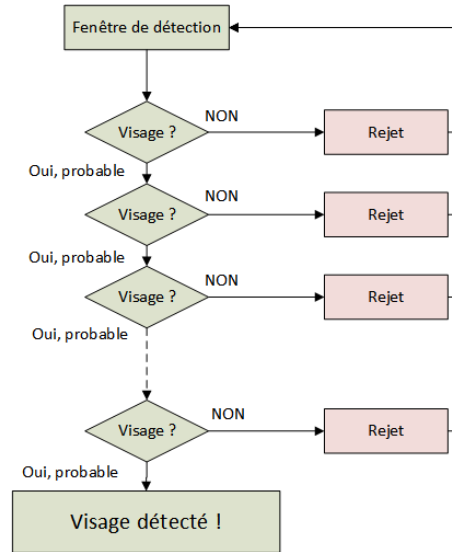 Fenêtre de détection
Visage ?
NON
Rejet
Oui, probable
Visage ?
NON
Rejet
Oui, probable
Visage ?
NON
Rejet
Oui, probable
Visage ?
NON
Rejet
Oui, probable
Visage détecté !